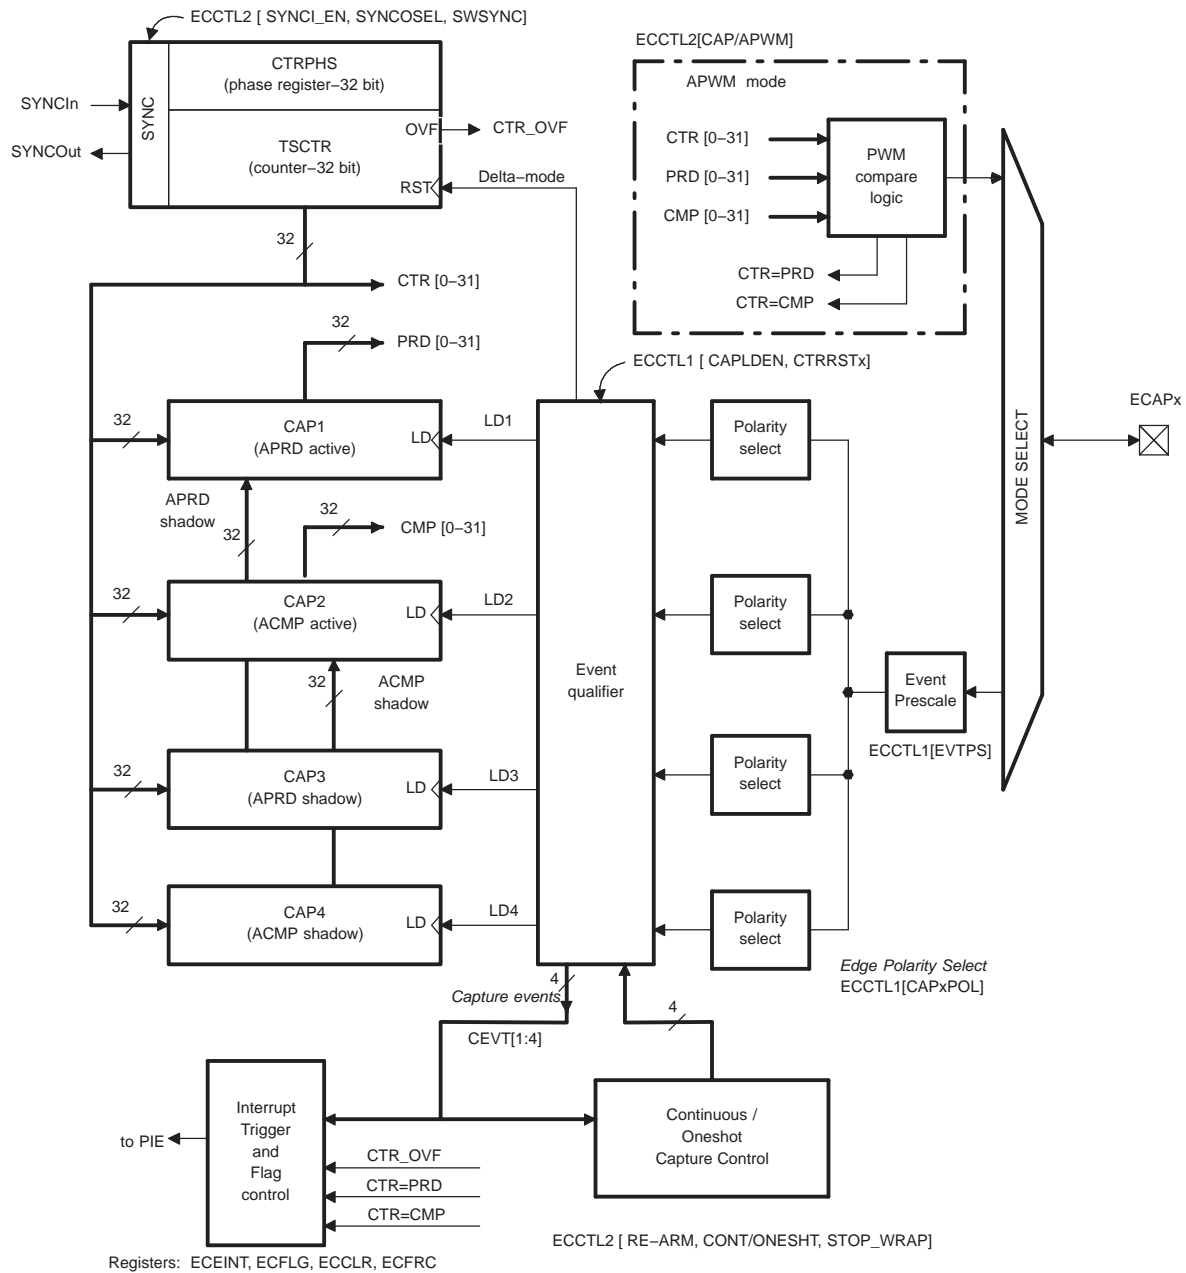 ECCTL2 [ SYNCI_EN, SYNCOSEL, SWSYNC]
SYNC
CTRPHS
(phase register−32 bit)
SYNCIn
SYNCOut
TSCTR
(counter−32 bit)
OVF
CTR_OVF
RST
Delta−mode
32
CTR [0−31]
32
PRD [0−31]
ECCTL2[CAP/APWM]
APWM mode
CTR [0−31]
PRD [0−31]
CMP [0−31]
PWM
compare
logic
CTR=PRD
CTR=CMP
MODE SELECT
ECAPx
ECCTL1 [ CAPLDEN, CTRRSTx]
32
CAP1
(APRD active)
LD
LD1
Polarity
select
APRD
shadow
32
32
CMP [0−31]
32
CAP2
(ACMP active)
LD
LD2
Event
qualifier
Polarity
select
32
ACMP
shadow
Event
Prescale
ECCTL1[EVTPS]
32
CAP3
(APRD shadow)
LD
LD3
Polarity
select
32
CAP4
(ACMP shadow)
LD
LD4
Polarity
select
Edge Polarity Select
ECCTL1[CAPxPOL]
4
Capture events
CEVT[1:4]
4
Interrupt
Trigger
and
Flag
control
to PIE
CTR_OVF
CTR=PRD
CTR=CMP
Continuous /
Oneshot
Capture Control
ECCTL2 [ RE−ARM, CONT/ONESHT, STOP_WRAP]
Registers: ECEINT, ECFLG, ECCLR, ECFRC